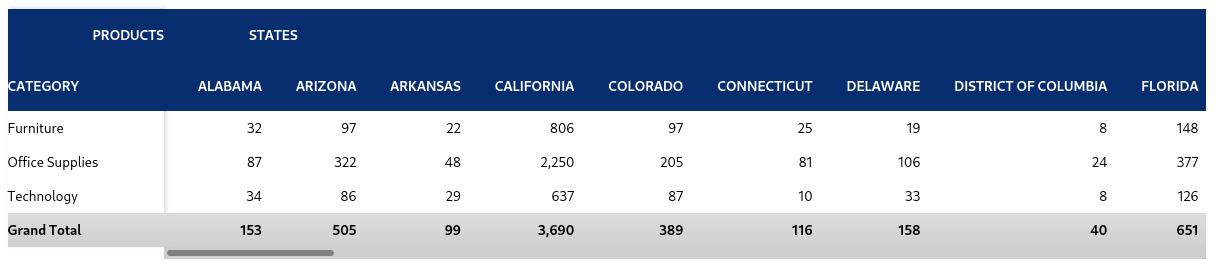 PRODUCTS STATES
CATEGORY ALABAMA ARIZONA ARKANSAS CALIFORNIA COLORADO CONNECTICUT DELAWARE DISTRICT OF COLUMBIA FLORIDA
Furniture 32 97 22 806 97 25 19 8 148
Office Supplies 87 322 48 2,250 205 81 106 24 377
Technology 34 86 29 637 87 10 33 8 126
Grand Total 153 505 99 3,690 389 116 158 40 651